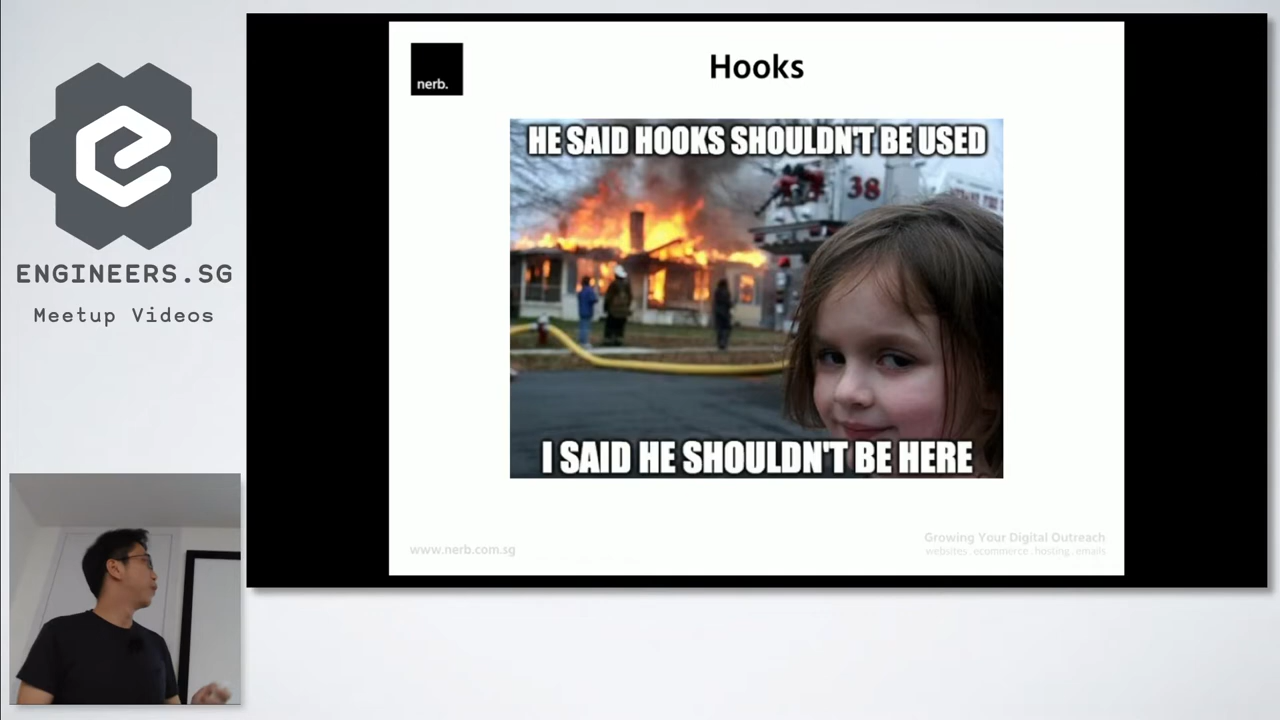 ENGINEERS.SG
Meetup Videos
nerb.
Hooks
HE SAID HOOKS SHOULDN'T BE USED
38
I SAID HE SHOULDN'T BE HERE
www.nerb.com.sg
Growing Your Digital Outreach
websites . ecommerce . hosting . emails